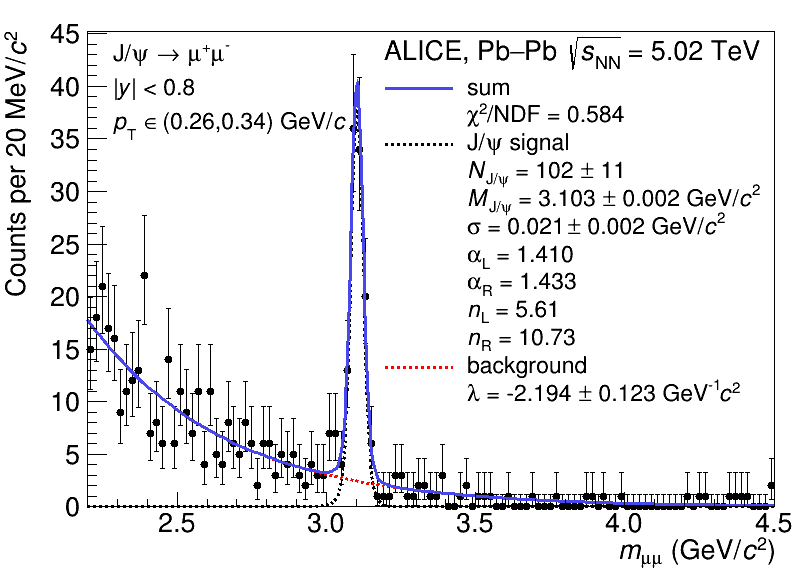 J/ψ → μ⁺μ⁻
|y| < 0.8
p_T ∈ (0.26,0.34) GeV/c
ALICE, Pb–Pb √s_NN = 5.02 TeV
sum
χ²/NDF = 0.584
J/ψ signal
N_J/ψ = 102 ± 11
M_J/ψ = 3.103 ± 0.002 GeV/c²
σ = 0.021 ± 0.002 GeV/c²
α_L = 1.410
α_R = 1.433
n_L = 5.61
n_R = 10.73
background
λ = -2.194 ± 0.123 GeV⁻¹c²
Counts per 20 MeV/c²
45
40
35
30
25
20
15
10
5
0
2.5 3.0 3.5 4.0 4.5
m_μμ (GeV/c²)